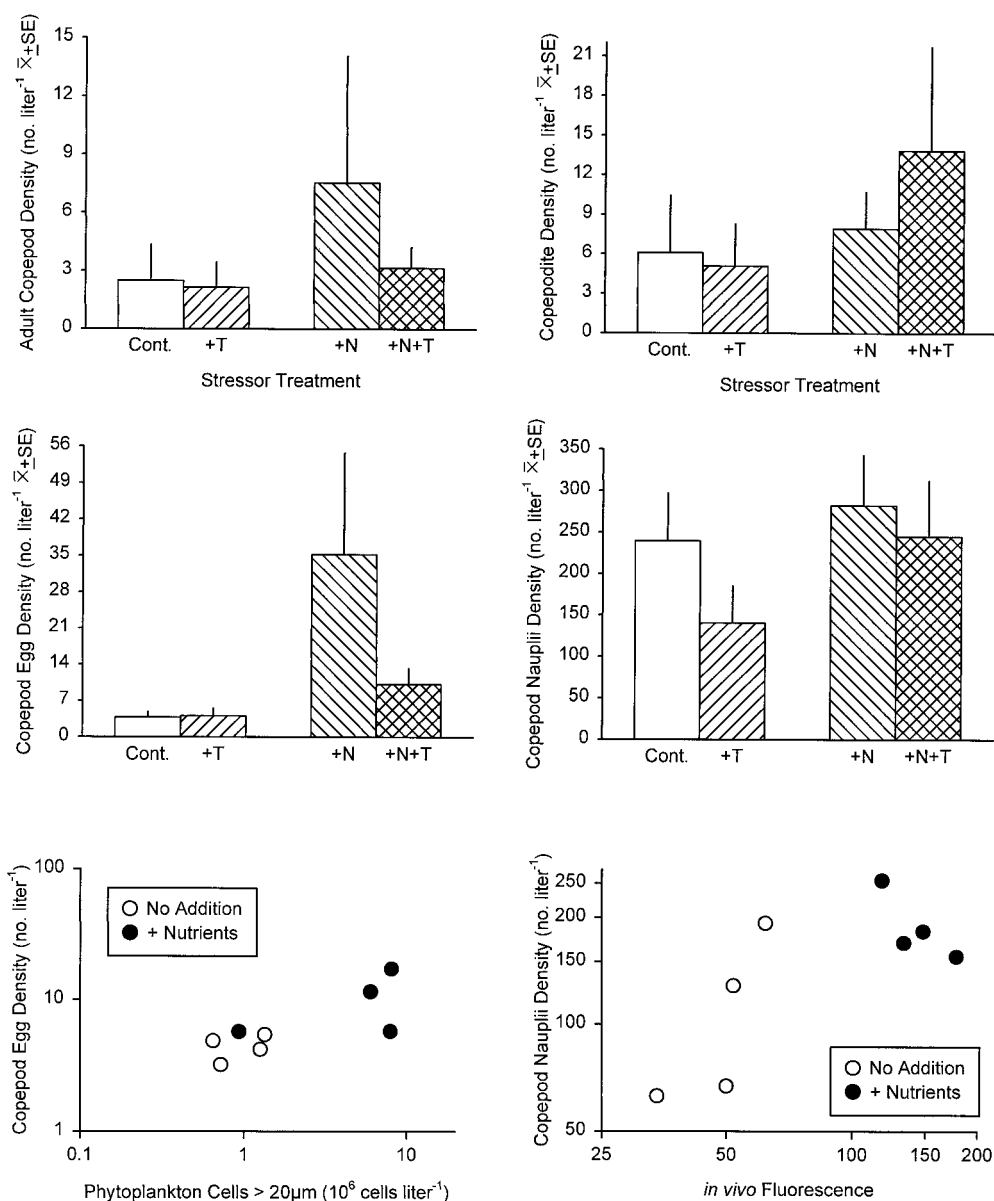 Adult Copepod Density (no. liter⁻¹ X̅±SE)
15
12
9
6
3
0
Cont.
+T
+N
+N+T
Stressor Treatment
Copepodite Density (no. liter⁻¹ X̅±SE)
21
18
15
12
9
6
3
0
Cont.
+T
+N
+N+T
Stressor Treatment
Copepod Egg Density (no. liter⁻¹ X̅±SE)
56
49
42
35
28
21
14
7
0
Cont.
+T
+N
+N+T
Copepod Nauplii Density (no. liter⁻¹ X̅±SE)
350
300
250
200
150
100
50
0
Cont.
+T
+N
+N+T
Copepod Egg Density (no. liter⁻¹)
100
10
1
No Addition
+ Nutrients
0.1
1
10
Phytoplankton Cells > 20µm (10⁶ cells liter⁻¹)
Copepod Nauplii Density (no. liter⁻¹)
250
200
150
100
50
No Addition
+ Nutrients
25
50
100
150
200
in vivo Fluorescence